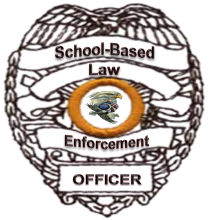 School-Based
Law
Enforcement
OFFICER